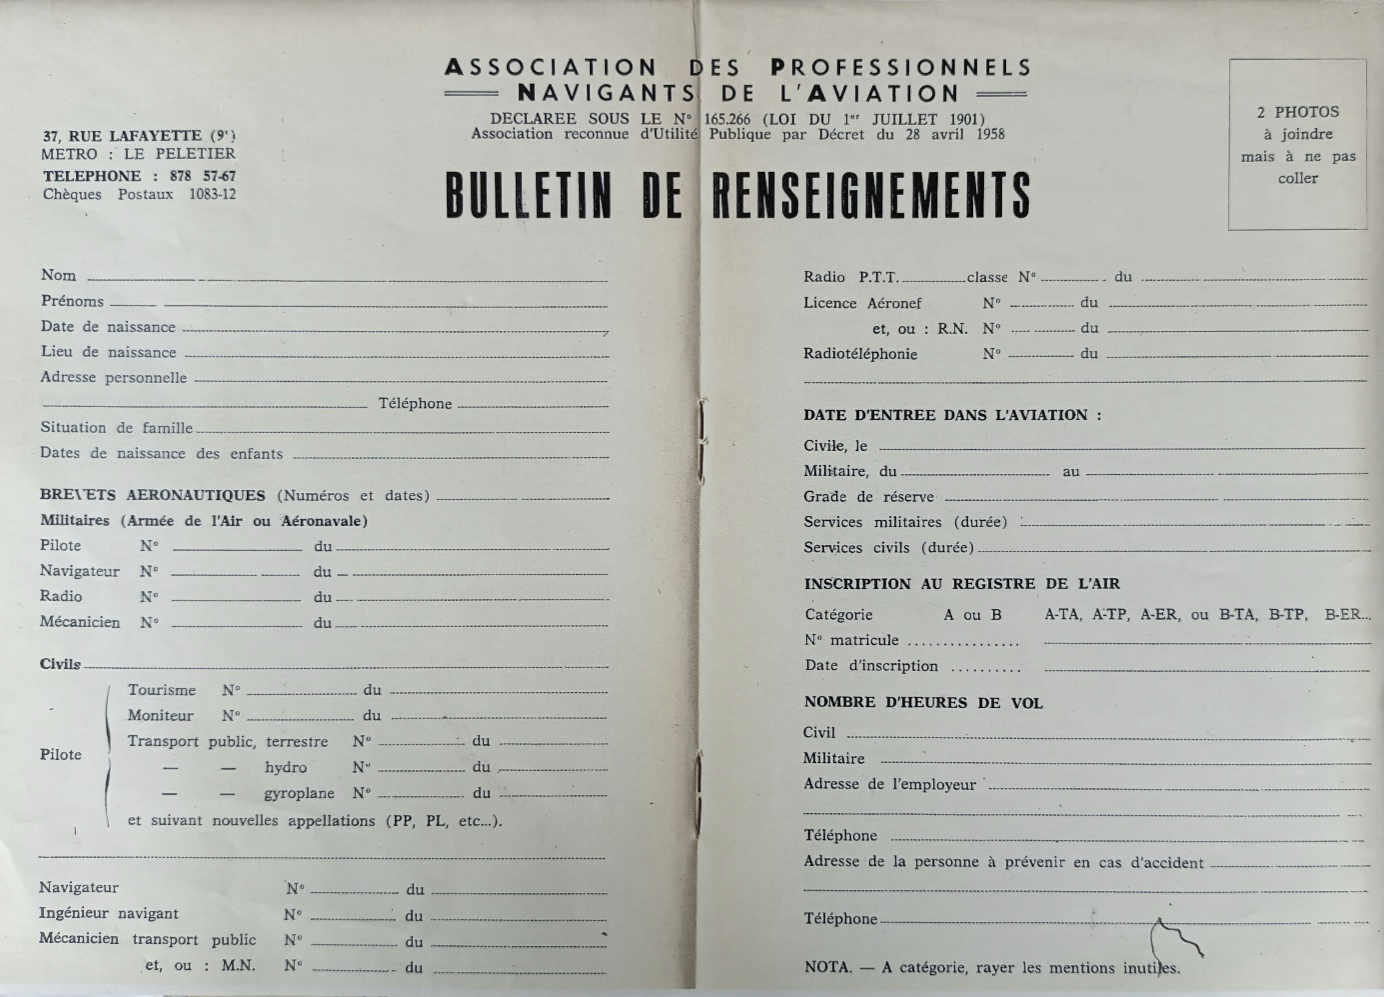 ASSOCIATION DES PROFESSIONNELS
NAVIGANTS DE L'AVIATION
DECLAREE SOUS LE N° 165.266 (LOI DU 1er JUILLET 1901)
Association reconnue d'Utilité Publique par Décret du 28 avril 1958
37, RUE LAFAYETTE (9e)
METRO : LE PELETIER
TELEPHONE : 878 57-67
Chèques Postaux 1083-12
BULLETIN DE RENSEIGNEMENTS
2 PHOTOS
à joindre
mais à ne pas
coller
Nom
Prénoms
Date de naissance
Lieu de naissance
Adresse personnelle
Téléphone
Situation de famille
Dates de naissance des enfants
BREVETS AERONAUTIQUES (Numéros et dates)
Militaires (Armée de l'Air ou Aéronavale)
Pilote N° du
Navigateur N° du
Radio N° du
Mécanicien N° du
Civils
Tourisme N° du
Moniteur N° du
Transport public, terrestre N° du
Pilote
— — hydro N° du
— — gyroplane N° du
et suivant nouvelles appellations (PP, PL, etc...).
Navigateur N° du
Ingénieur navigant N° du
Mécanicien transport public N° du
et, ou : M.N. N° du
Radio P.T.T. classe N° du
Licence Aéronef N° du
et, ou : R.N. N° du
Radiotéléphonie N° du
DATE D'ENTREE DANS L'AVIATION :
Civile, le
Militaire, du au
Grade de réserve
Services militaires (durée) :
Services civils (durée)
INSCRIPTION AU REGISTRE DE L'AIR
Catégorie A ou B A-TA, A-TP, A-ER, ou B-TA, B-TP, B-ER...
N° matricule ................
Date d'inscription ..........
NOMBRE D'HEURES DE VOL
Civil
Militaire
Adresse de l'employeur
Téléphone
Adresse de la personne à prévenir en cas d'accident
Téléphone
NOTA. — A catégorie, rayer les mentions inutiles.